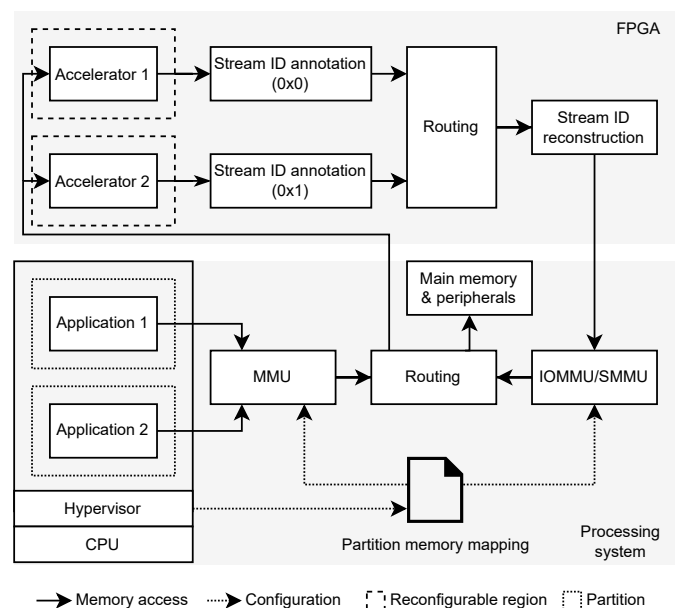 FPGA
Accelerator 1
Stream ID annotation
(0x0)
Routing
Stream ID
reconstruction
Accelerator 2
Stream ID annotation
(0x1)
Main memory
& peripherals
Application 1
MMU
Routing
IOMMU/SMMU
Application 2
Hypervisor
CPU
Partition memory mapping
Processing
system
Memory access
Configuration
Reconfigurable region
Partition